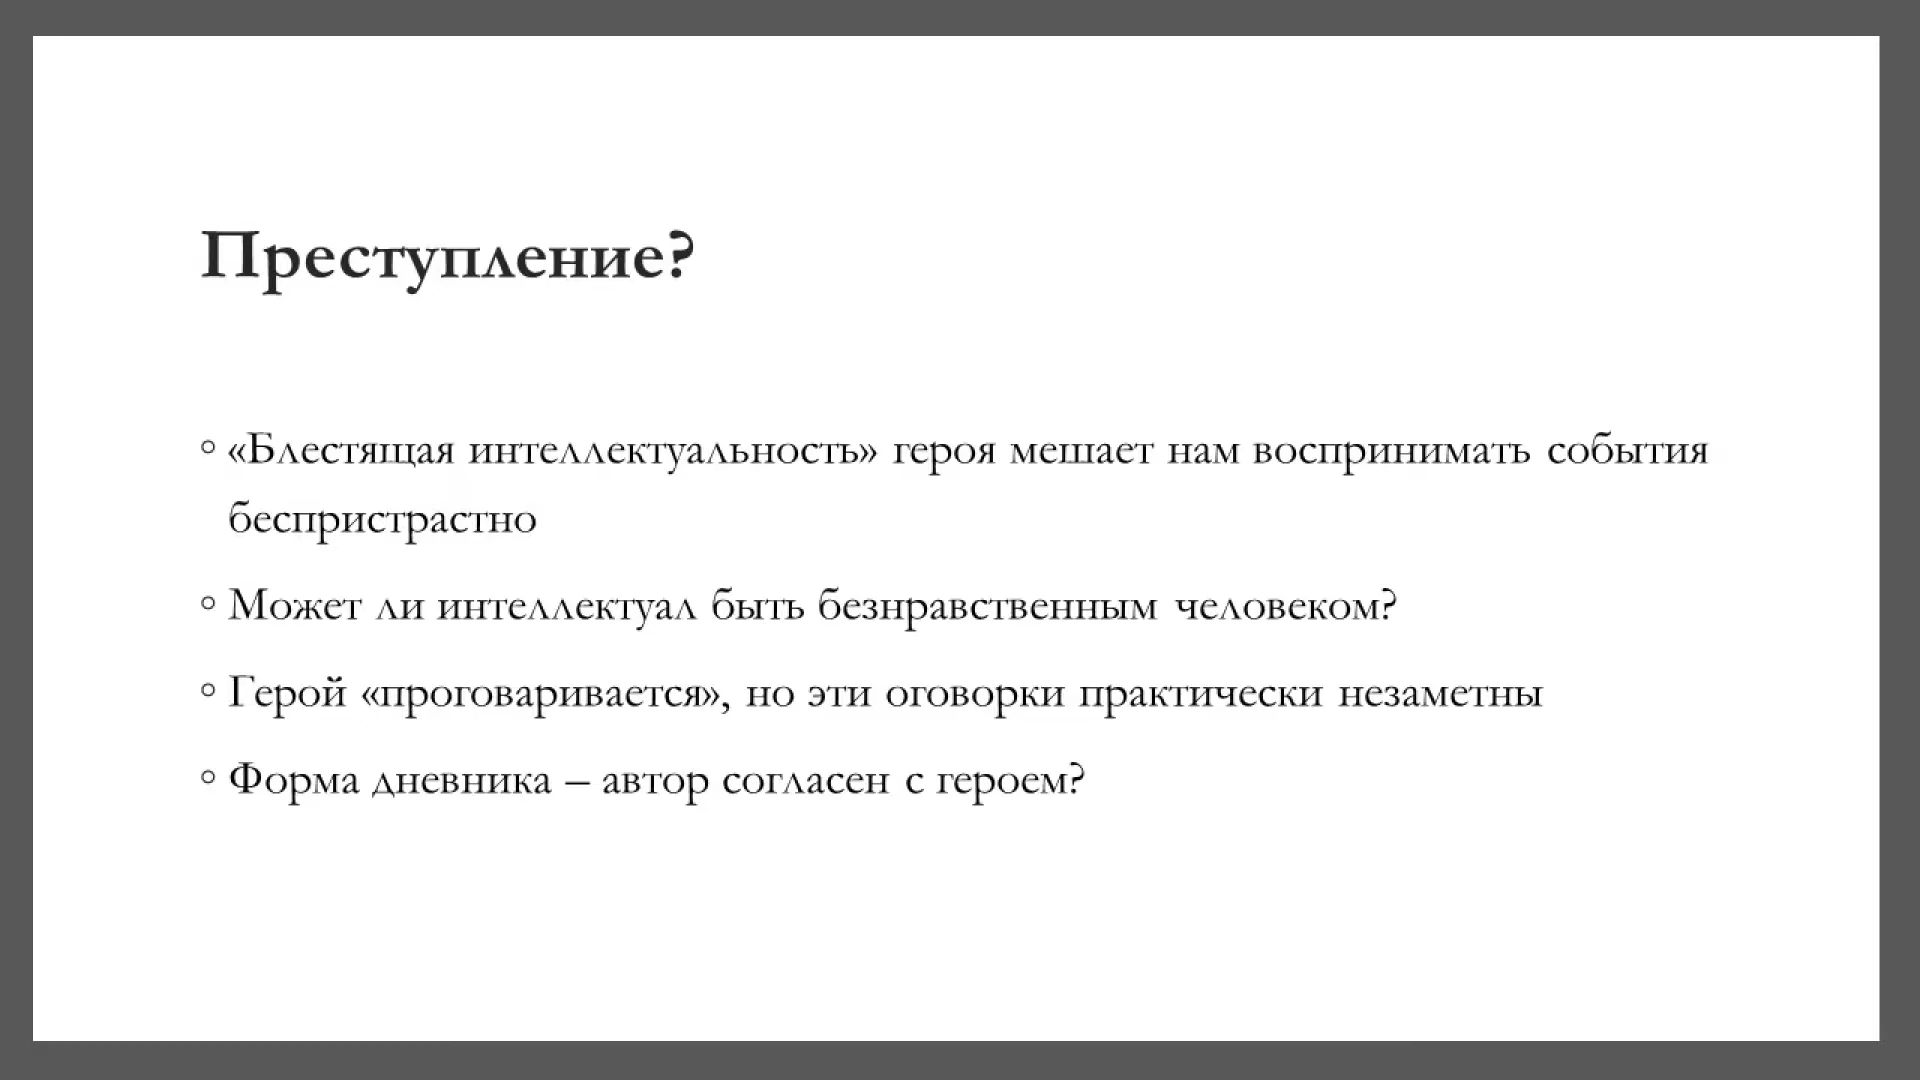 Преступление?
◦ «Блестящая интеллектуальность» героя мешает нам воспринимать события
беспристрастно
◦ Может ли интеллектуал быть безнравственным человеком?
◦ Герой «проговаривается», но эти оговорки практически незаметны
◦ Форма дневника – автор согласен с героем?